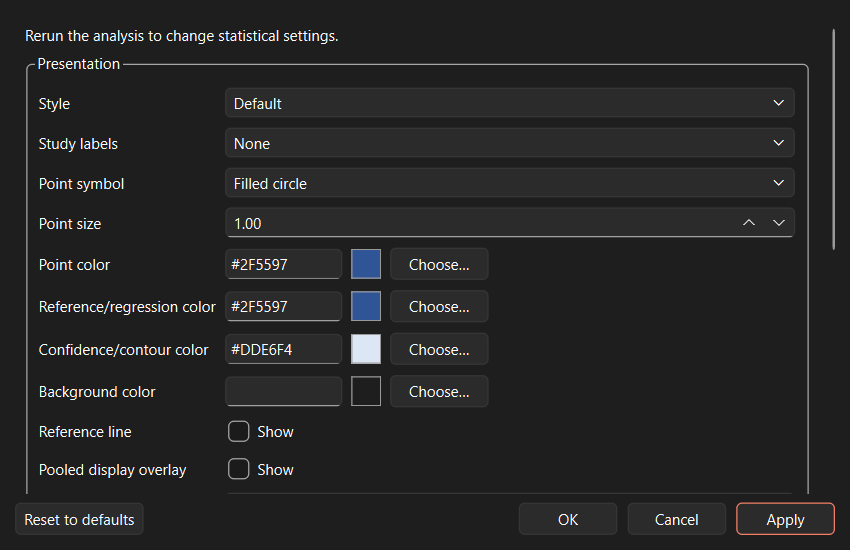 Rerun the analysis to change statistical settings.
Presentation
Style Default
Study labels None
Point symbol Filled circle
Point size 1.00
Point color #2F5597 Choose...
Reference/regression color #2F5597 Choose...
Confidence/contour color #DDE6F4 Choose...
Background color Choose...
Reference line Show
Pooled display overlay Show
Reset to defaults OK Cancel Apply